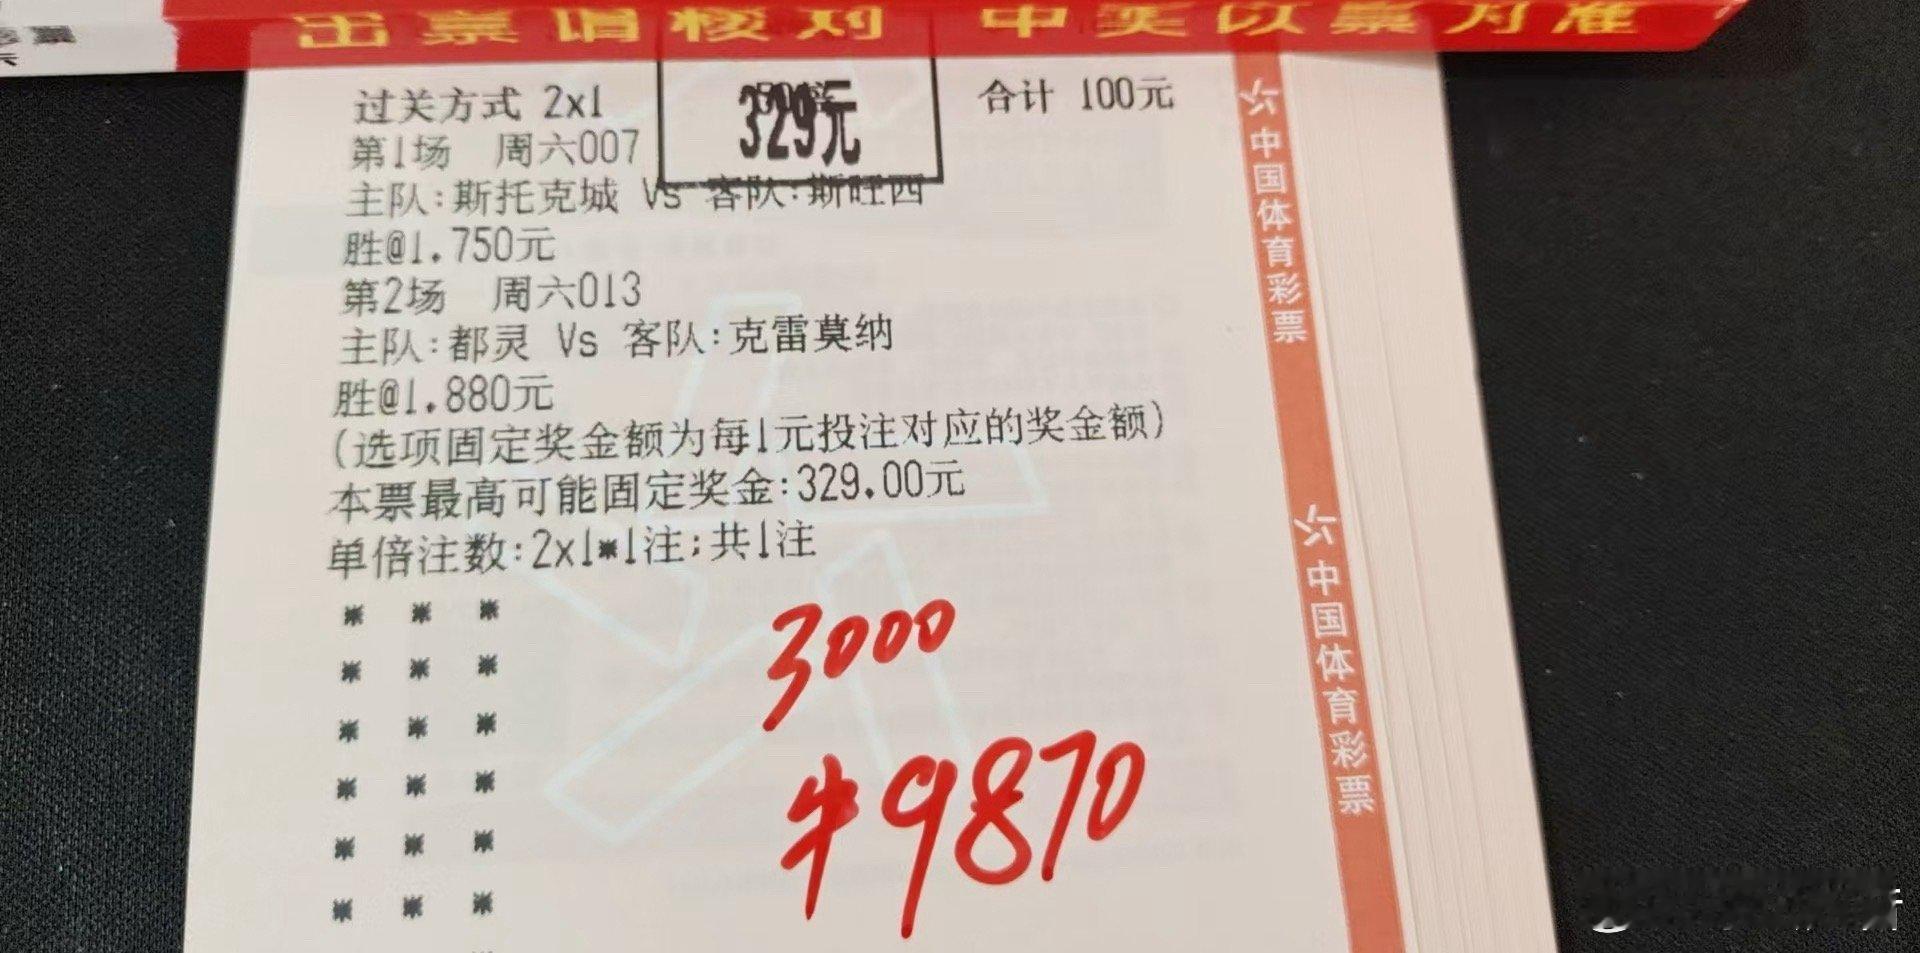 出票请核对 中奖以票为准
过关方式 2x1
329元
合计 100元
第1场 周六007
主队:斯托克城 Vs 客队:斯旺西
胜@1.750元
第2场 周六013
主队:都灵 Vs 客队:克雷莫纳
胜@1.880元
(选项固定奖金额为每1元投注对应的奖金额)
本票最高可能固定奖金:329.00元
单倍注数:2x1*1注;共1注
* * *
* * *
* * *
* * *
* * *
* * *
3000
中9870
中国体育彩票
中国体育彩票